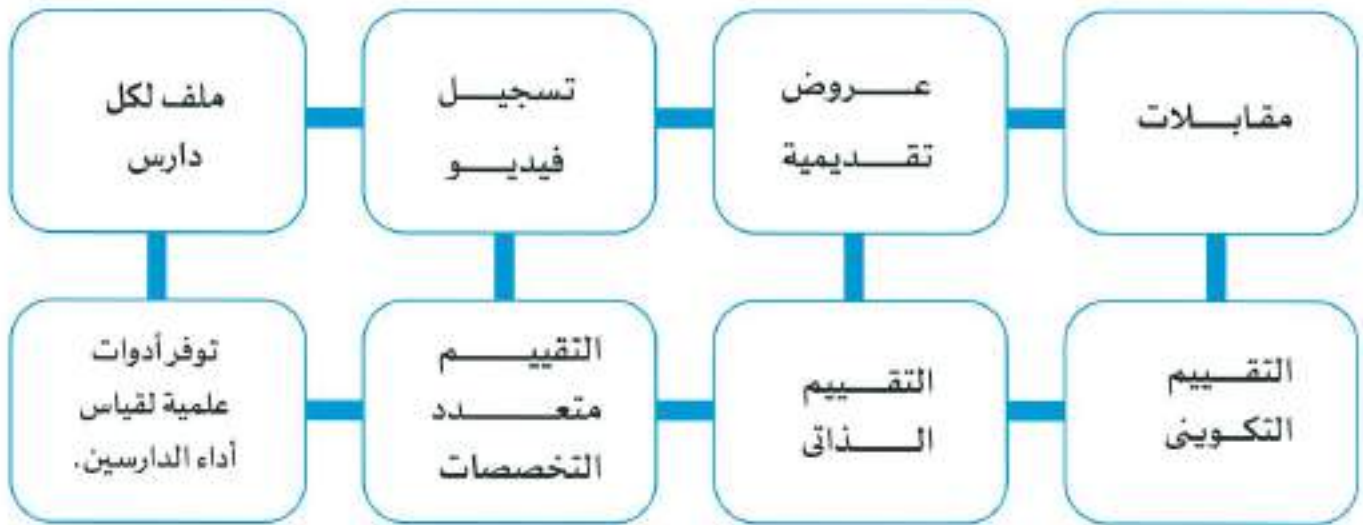 مقابلات
عروض
تقديمية
تسجيل
فيديو
ملف لكل
دارس
التقييم
التكوينى
التقييم
الذاتى
التقييم
متعدد
التخصصات
توفر أدوات
علمية لقياس
أداء الدارسين.